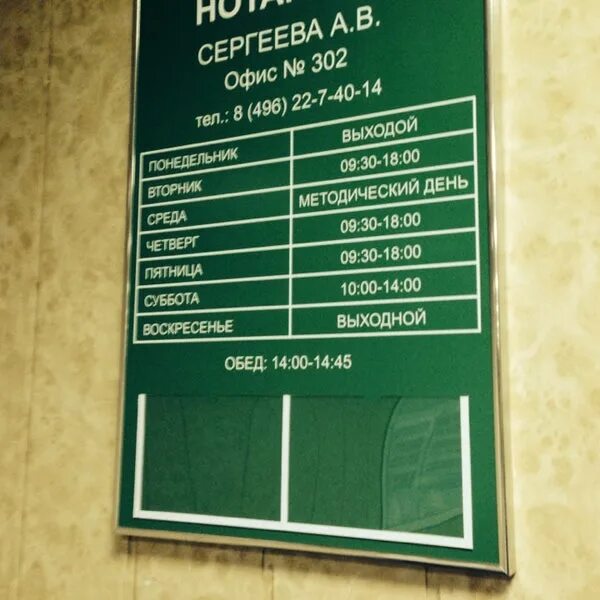 СЕРГЕЕВА А.В.
Офис № 302
тел.: 8 (496) 22-7-40-14
ПОНЕДЕЛЬНИК ВЫХОДОЙ
ВТОРНИК 09:30-18:00
СРЕДА МЕТОДИЧЕСКИЙ ДЕНЬ
ЧЕТВЕРГ 09:30-18:00
ПЯТНИЦА 09:30-18:00
СУББОТА 10:00-14:00
ВОСКРЕСЕНЬЕ ВЫХОДНОЙ
ОБЕД: 14:00-14:45